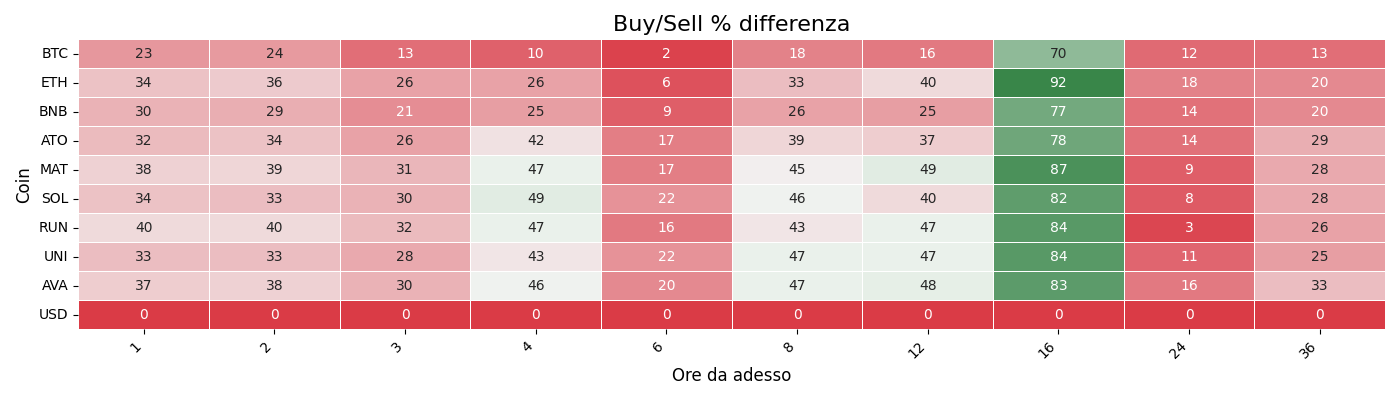 Buy/Sell % differenza
Coin
BTC 23 24 13 10 2 18 16 70 12 13
ETH 34 36 26 26 6 33 40 92 18 20
BNB 30 29 21 25 9 26 25 77 14 20
ATO 32 34 26 42 17 39 37 78 14 29
MAT 38 39 31 47 17 45 49 87 9 28
SOL 34 33 30 49 22 46 40 82 8 28
RUN 40 40 32 47 16 43 47 84 3 26
UNI 33 33 28 43 22 47 47 84 11 25
AVA 37 38 30 46 20 47 48 83 16 33
USD 0 0 0 0 0 0 0 0 0 0
1 2 3 4 6 8 12 16 24 36
Ore da adesso